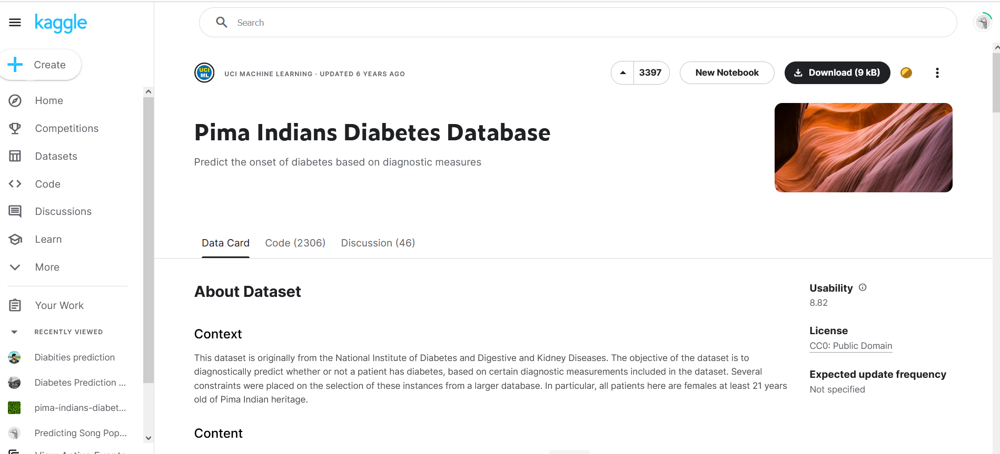 kaggle
Search
Create
Home
Competitions
Datasets
Code
Discussions
Learn
More
Your Work
RECENTLY VIEWED
Diabities prediction
Diabetes Prediction ...
pima-indians-diabet...
Predicting Song Pop...
View Active Events
UCI
ML
UCI MACHINE LEARNING · UPDATED 6 YEARS AGO
3397
New Notebook
Download (9 kB)
Pima Indians Diabetes Database
Predict the onset of diabetes based on diagnostic measures
Data Card
Code (2306)
Discussion (46)
About Dataset
Context
This dataset is originally from the National Institute of Diabetes and Digestive and Kidney Diseases. The objective of the dataset is to
diagnostically predict whether or not a patient has diabetes, based on certain diagnostic measurements included in the dataset. Several
constraints were placed on the selection of these instances from a larger database. In particular, all patients here are females at least 21 years
old of Pima Indian heritage.
Content
Usability
8.82
License
CC0: Public Domain
Expected update frequency
Not specified